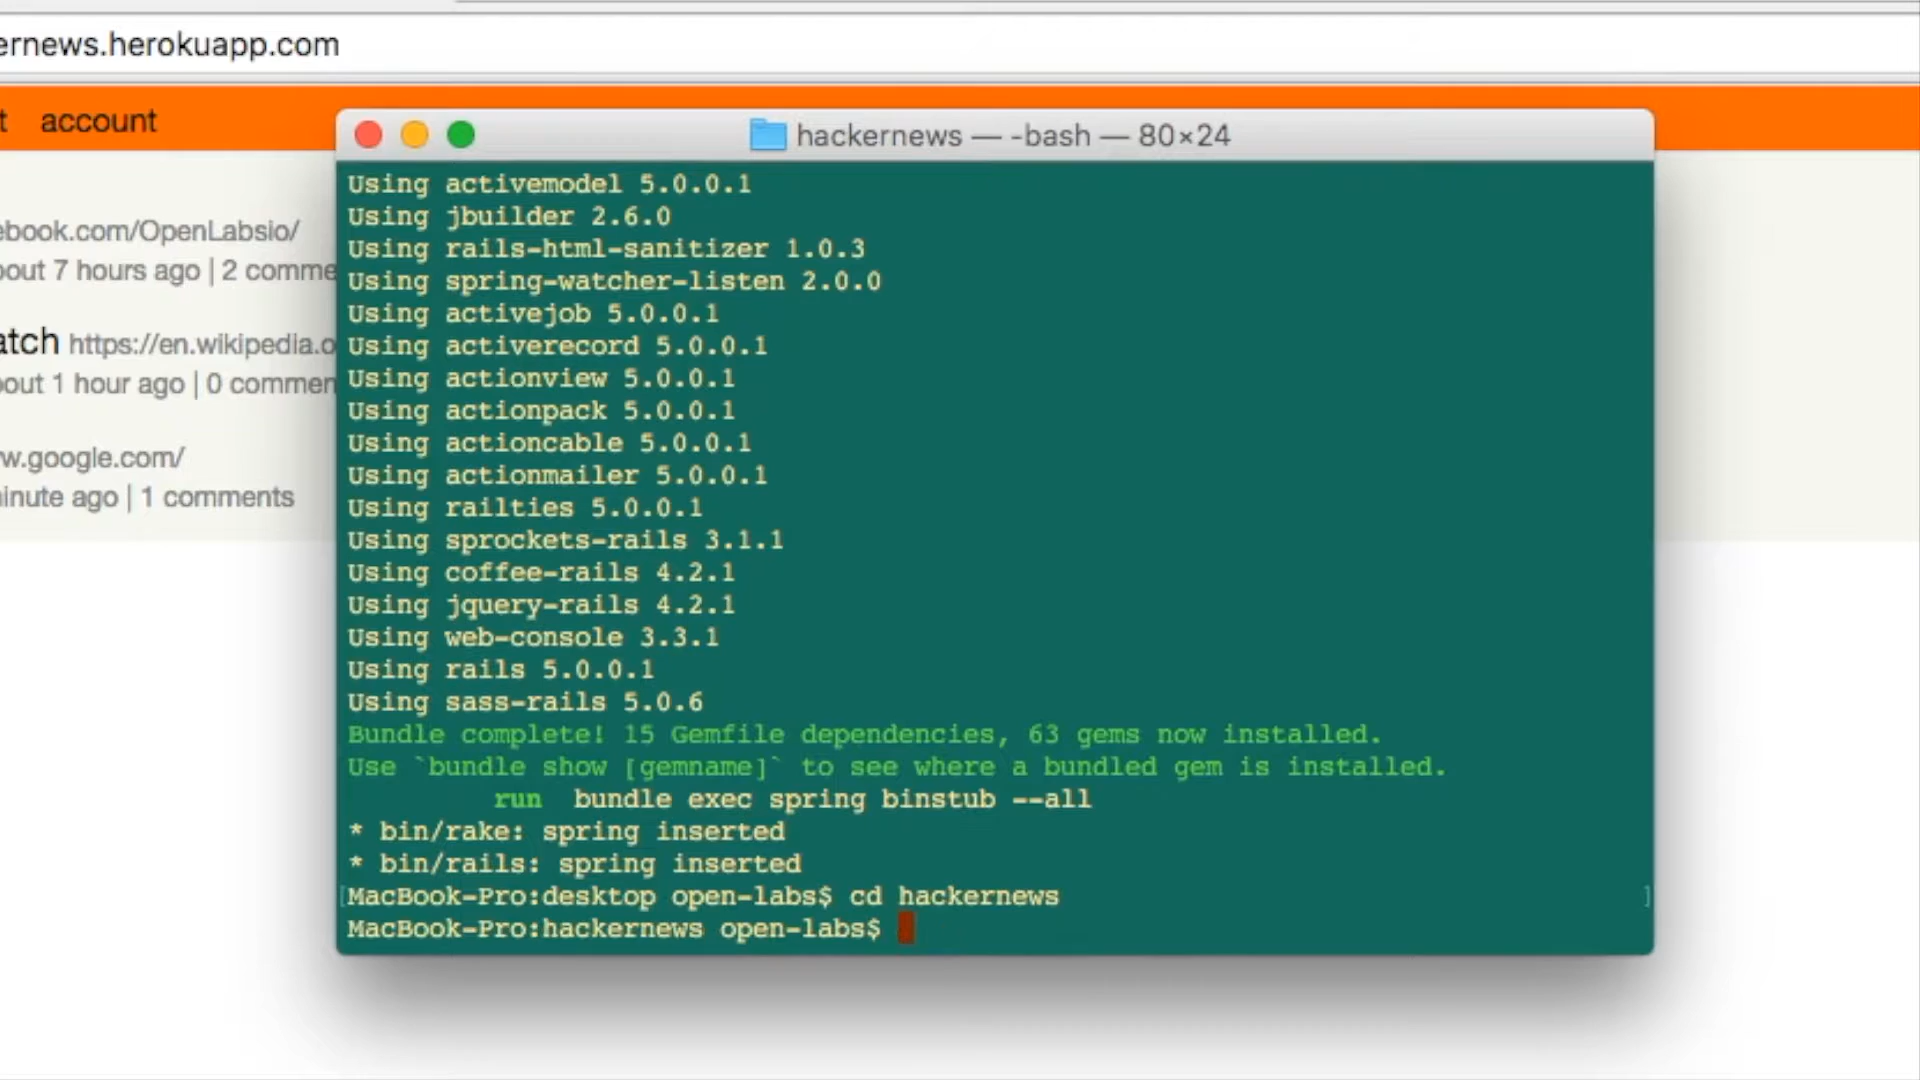 ernews.herokuapp.com
t account
hackernews — -bash — 80×24
ebook.com/OpenLabsio/
bout 7 hours ago | 2 comme
atch https://en.wikipedia.o
bout 1 hour ago | 0 commen
w.google.com/
inute ago | 1 comments
Using activemodel 5.0.0.1
Using jbuilder 2.6.0
Using rails-html-sanitizer 1.0.3
Using spring-watcher-listen 2.0.0
Using activejob 5.0.0.1
Using activerecord 5.0.0.1
Using actionview 5.0.0.1
Using actionpack 5.0.0.1
Using actioncable 5.0.0.1
Using actionmailer 5.0.0.1
Using railties 5.0.0.1
Using sprockets-rails 3.1.1
Using coffee-rails 4.2.1
Using jquery-rails 4.2.1
Using web-console 3.3.1
Using rails 5.0.0.1
Using sass-rails 5.0.6
Bundle complete! 15 Gemfile dependencies, 63 gems now installed.
Use `bundle show [gemname]` to see where a bundled gem is installed.
run bundle exec spring binstub --all
* bin/rake: spring inserted
* bin/rails: spring inserted
[MacBook-Pro:desktop open-labs$ cd hackernews ]
MacBook-Pro:hackernews open-labs$